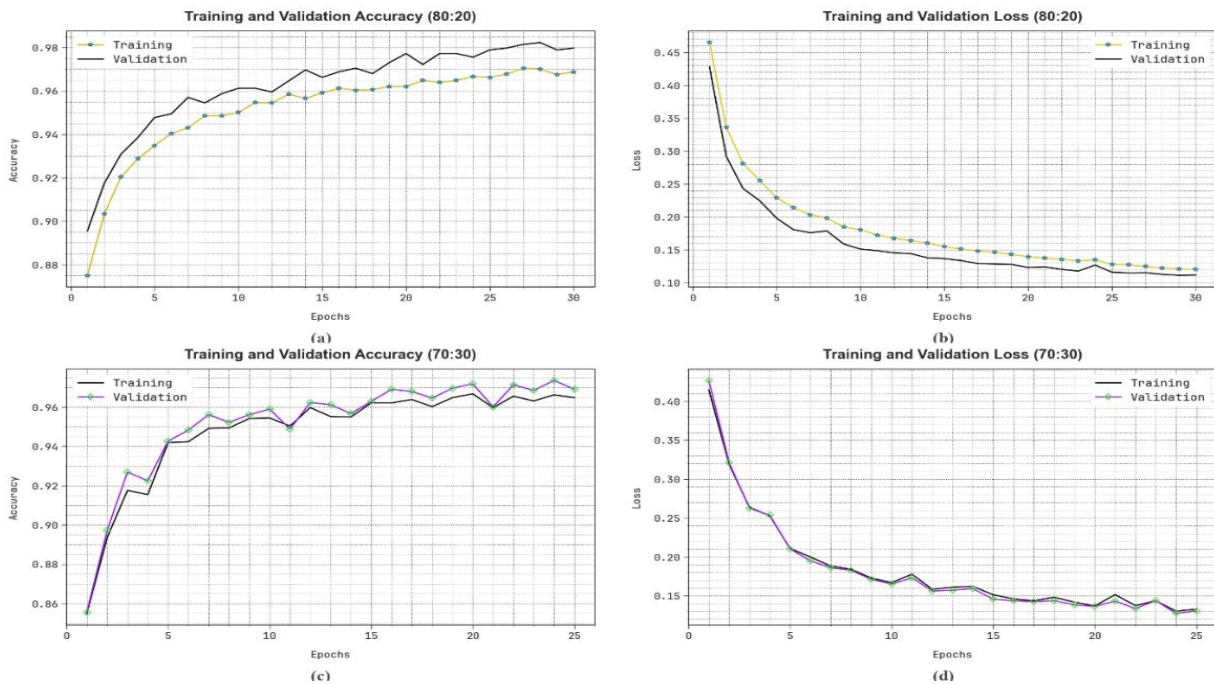 Training and Validation Accuracy (80:20)
Training
Validation
Accuracy
0.98
0.96
0.94
0.92
0.90
0.88
0 5 10 15 20 25 30
Epochs
(a)
Training and Validation Loss (80:20)
Training
Validation
Loss
0.45
0.40
0.35
0.30
0.25
0.20
0.15
0.10
0 5 10 15 20 25 30
Epochs
(b)
Training and Validation Accuracy (70:30)
Training
Validation
Accuracy
0.96
0.94
0.92
0.90
0.88
0.86
0 5 10 15 20 25
Epochs
(c)
Training and Validation Loss (70:30)
Training
Validation
Loss
0.40
0.35
0.30
0.25
0.20
0.15
0 5 10 15 20 25
Epochs
(d)